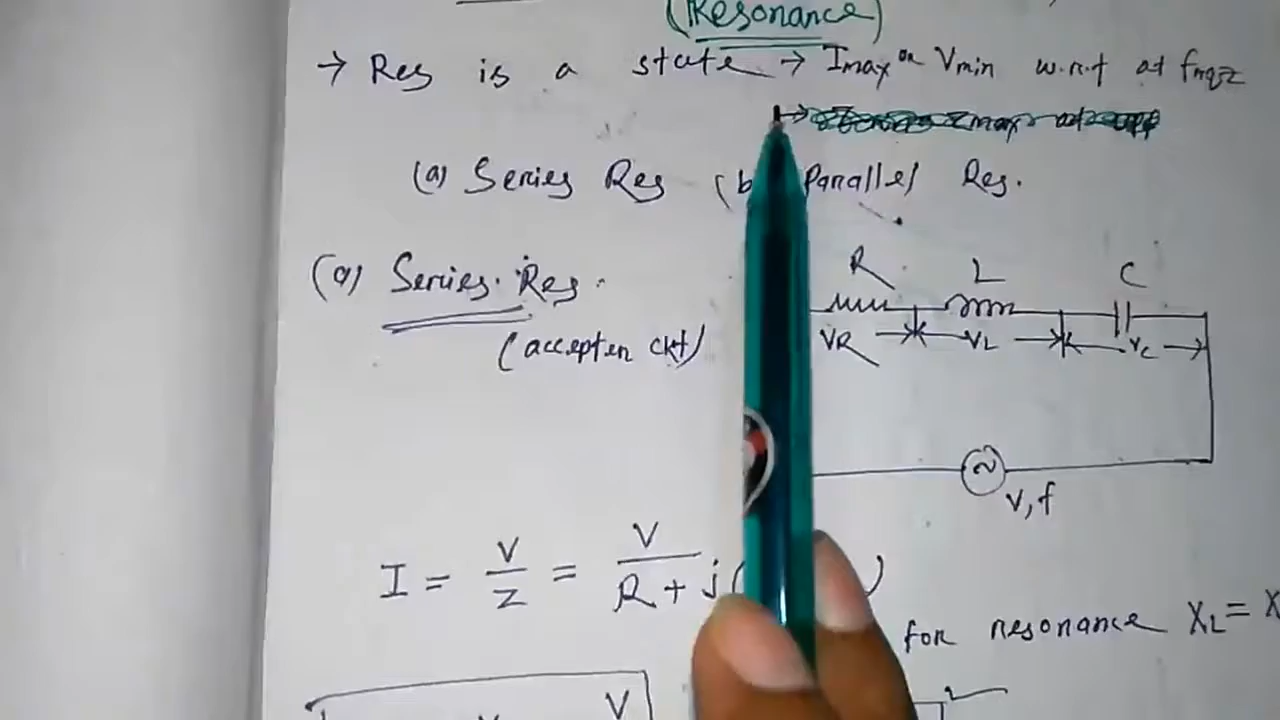 (Resonance)
→ Res is a state → Imax or Vmin w.r.t at frqz
(a) Series Res (b Parallel Res.
(a) Series. Res.
(accepter ckt)
R L C
VR VL VC
V, f
I = V/Z = V/R + j( )
for resonance XL = X
V